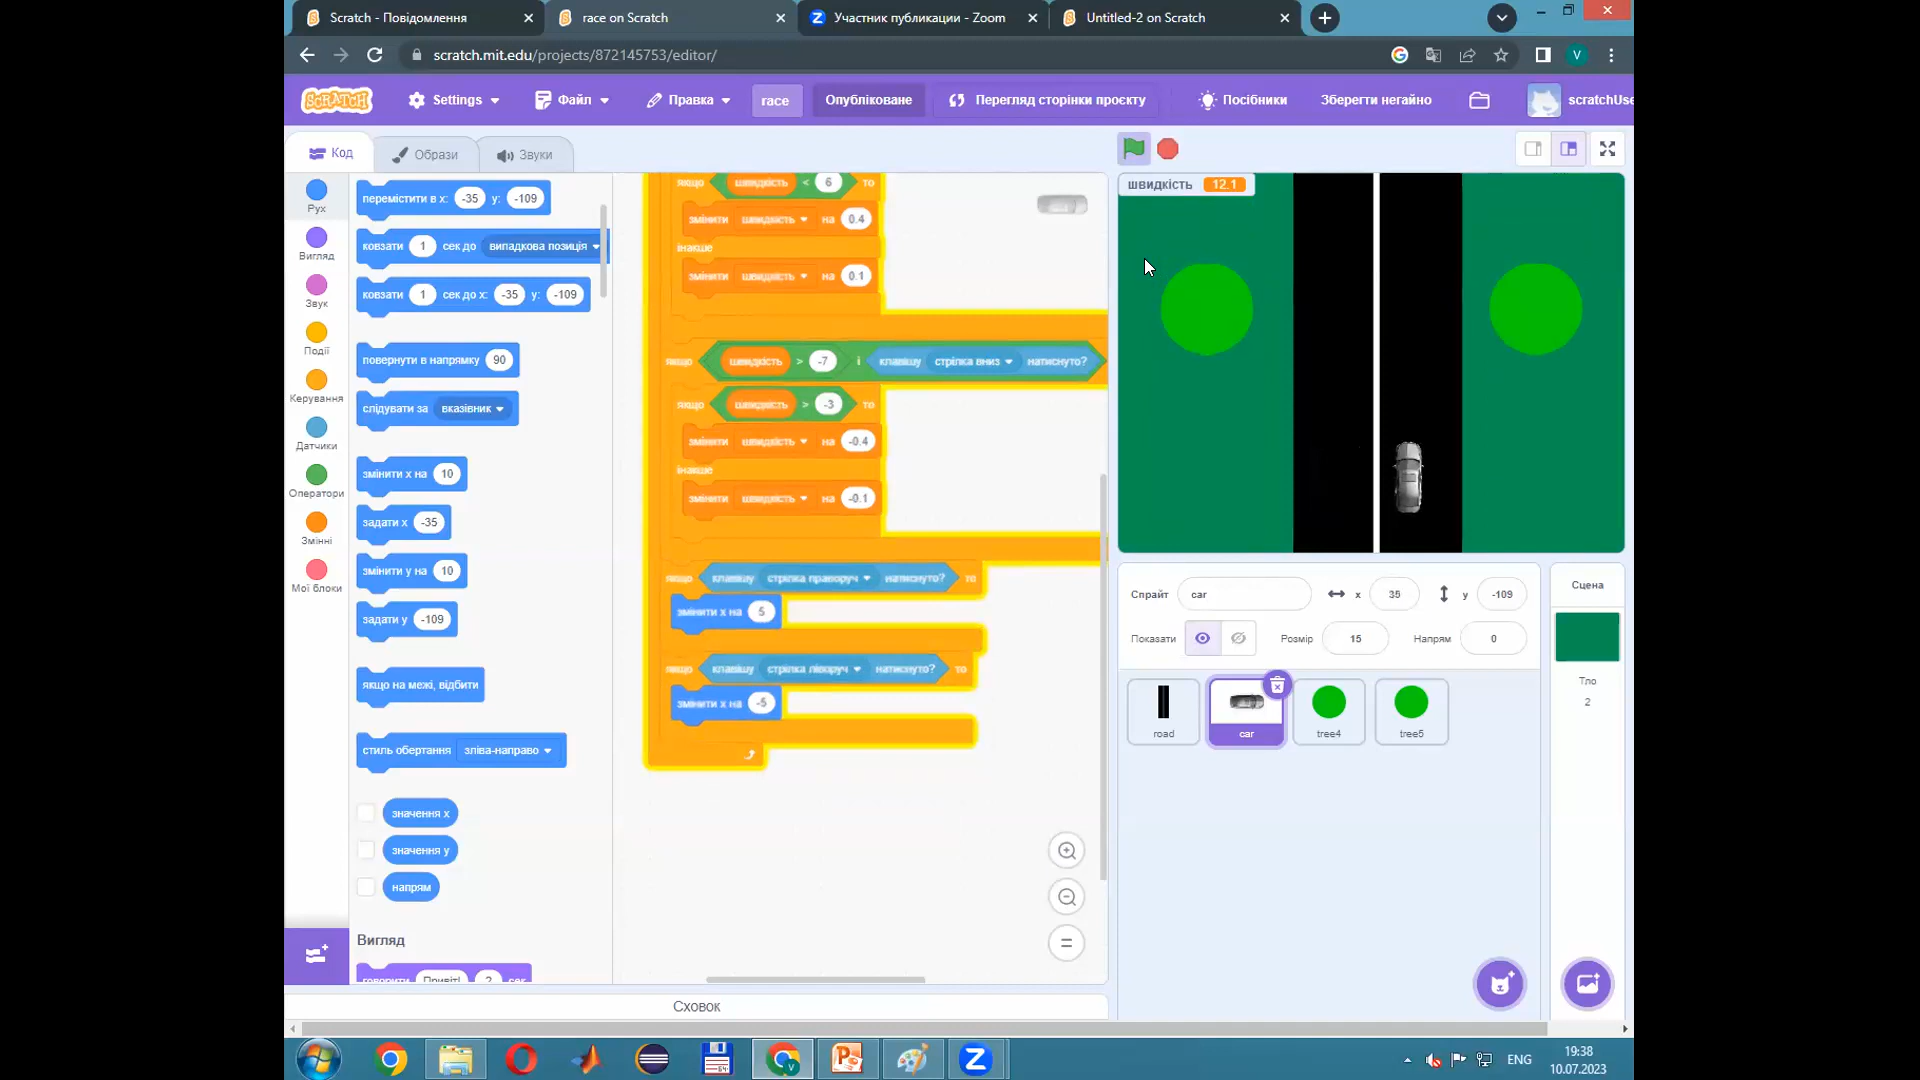 Scratch - Повідомлення
race on Scratch
Участник публикации - Zoom
Untitled-2 on Scratch
scratch.mit.edu/projects/872145753/editor/
V
SCRATCH
Settings
Файл
Правка
race
Опубліковане
Перегляд сторінки проєкту
Посібники
Зберегти негайно
scratchUse
Код
Образи
Звуки
Рух
Вигляд
Звук
Події
Керування
Датчики
Оператори
Змінні
Мої блоки
перемістити в x: -35 y: -109
ковзати 1 сек до випадкова позиція
ковзати 1 сек до x: -35 y: -109
повернути в напрямку 90
слідувати за вказівник
змінити x на 10
задати x -35
змінити y на 10
задати y -109
якщо на межі, відбити
стиль обертання зліва-направо
значення x
значення y
напрям
Вигляд
говорити Привіт! 2 сек
якщо швидкість < 6 то
змінити швидкість на 0.4
інакше
змінити швидкість на 0.1
якщо швидкість > -7 і клавішу стрілка вниз натиснуто?
якщо швидкість > -3 то
змінити швидкість на -0.4
інакше
змінити швидкість на -0.1
якщо клавішу стрілка праворуч натиснуто? то
змінити x на 5
якщо клавішу стрілка ліворуч натиснуто? то
змінити x на -5
Сховок
швидкість 12.1
Спрайт car x 35 y -109
Показати Розмір 15 Напрям 0
road
car
tree4
tree5
Сцена
Тло
2
64
V
P
ENG
19:38
10.07.2023